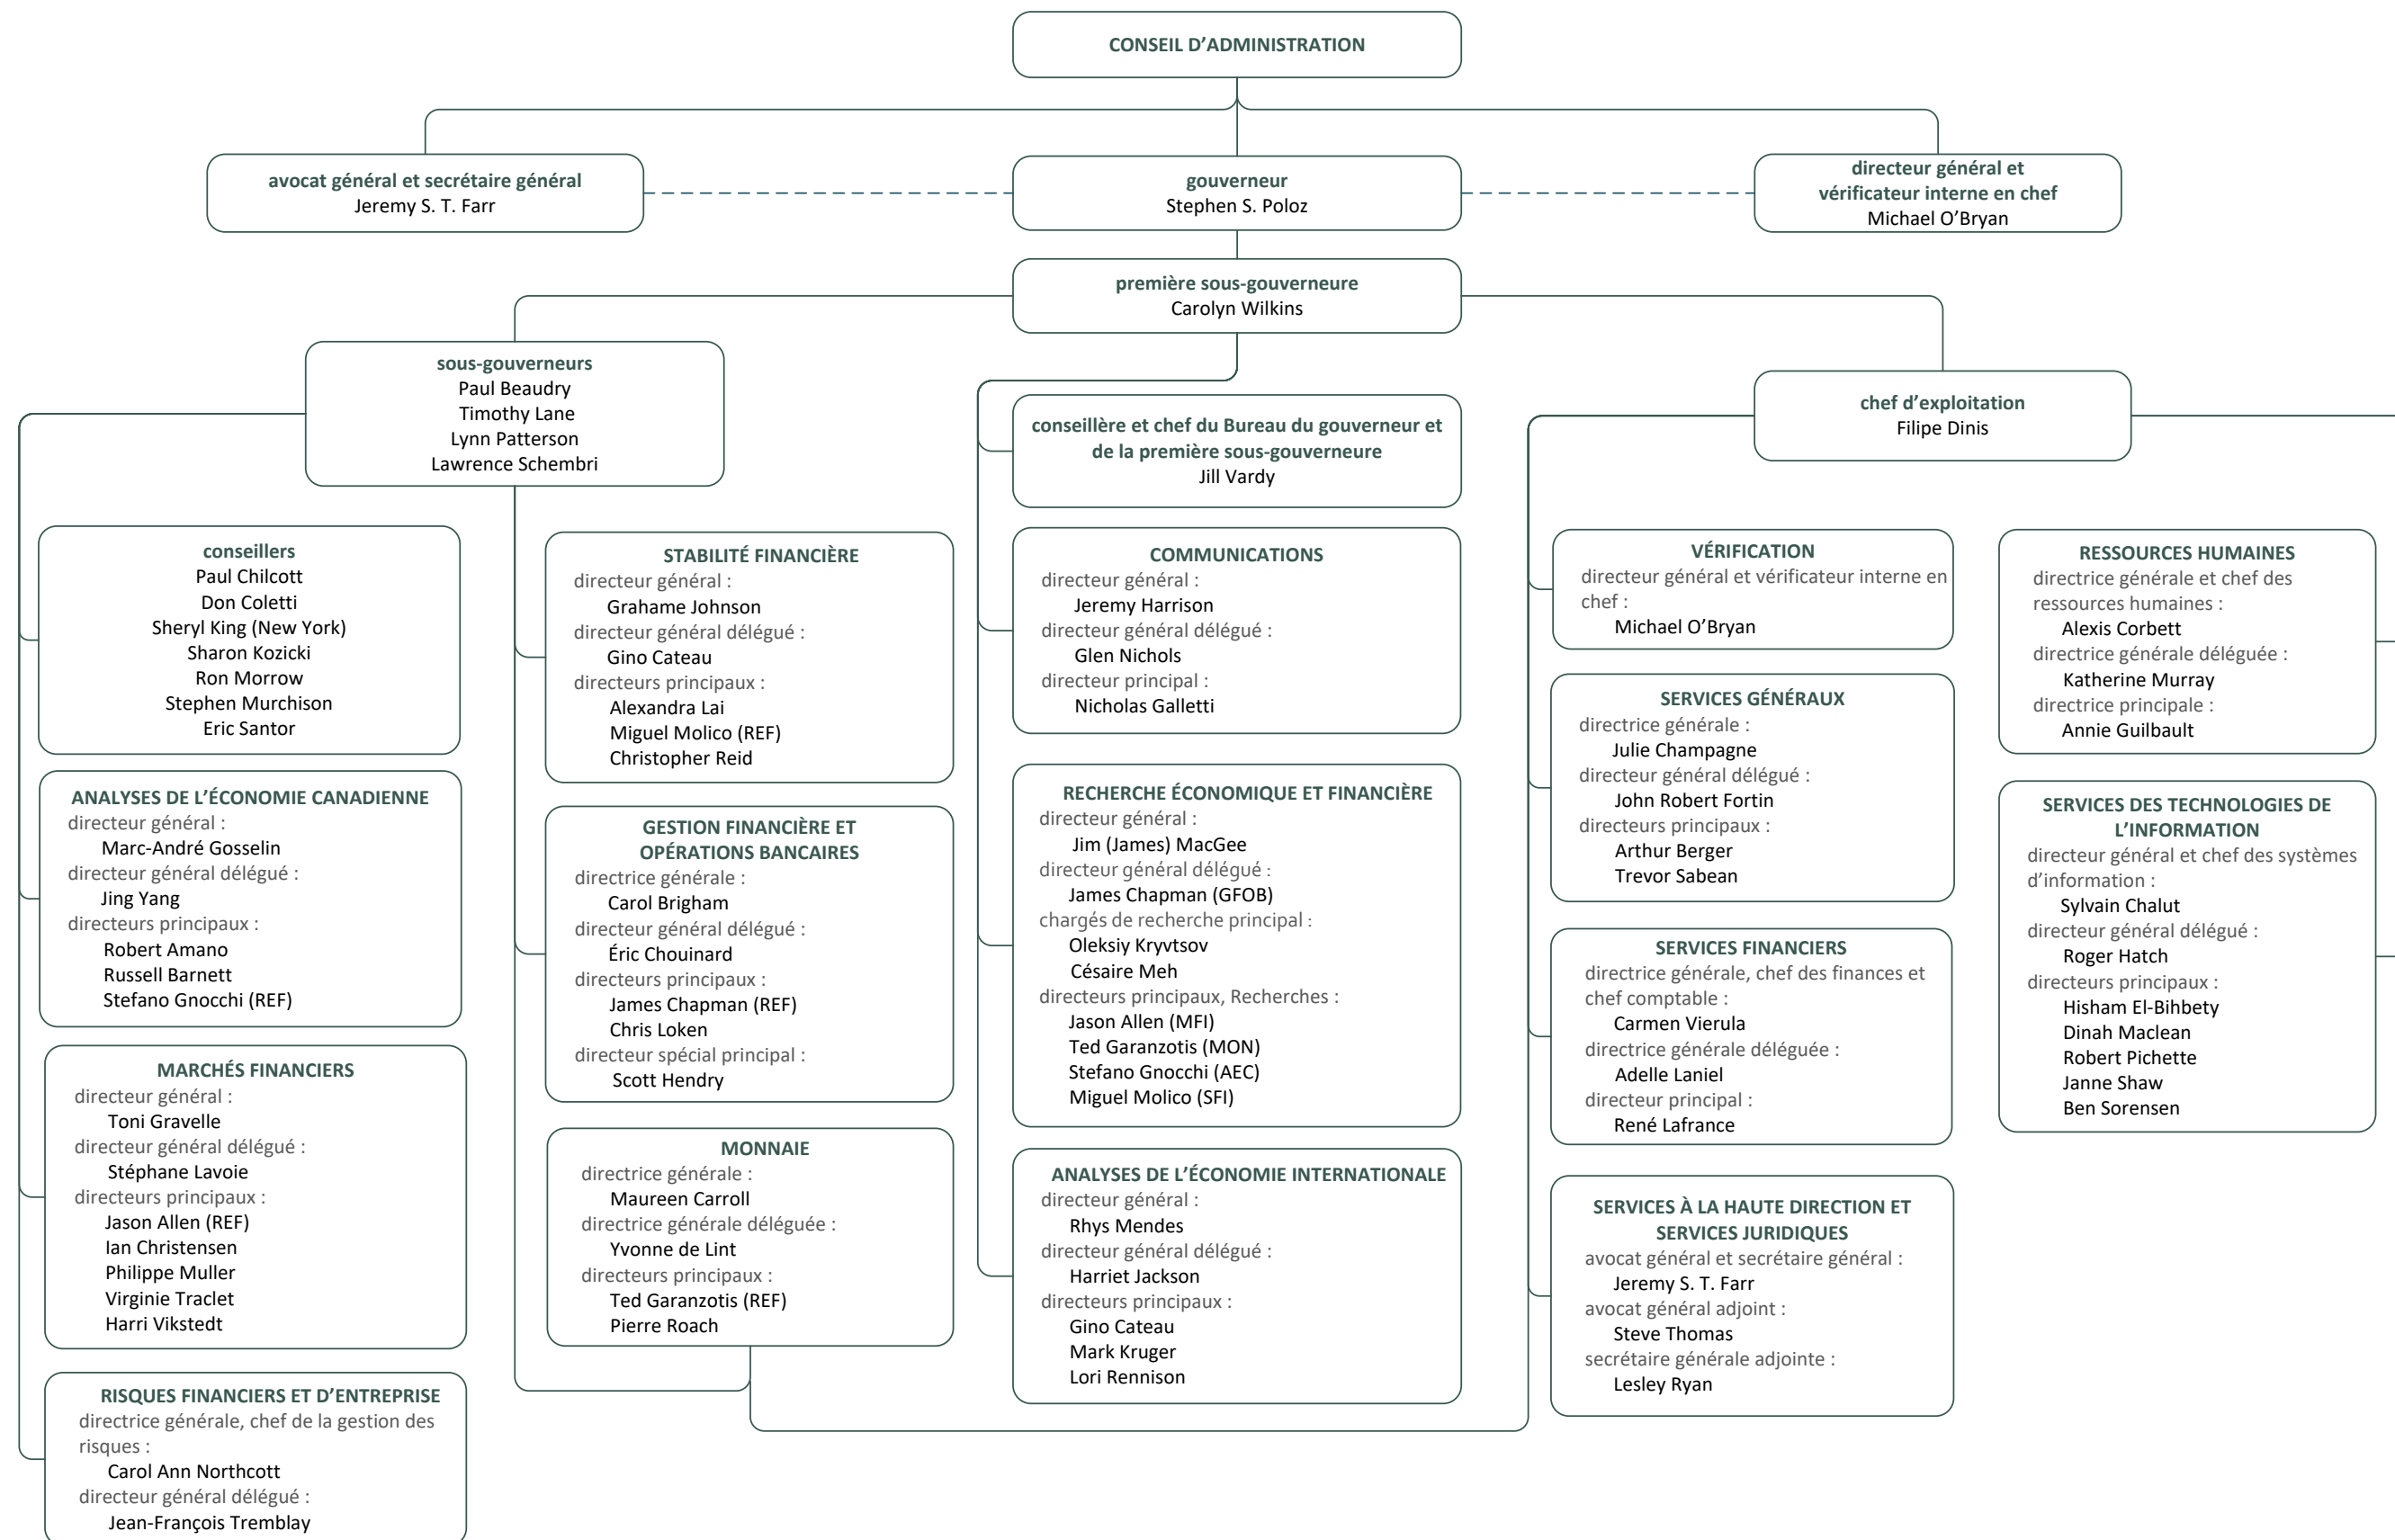 CONSEIL D’ADMINISTRATION
avocat général et secrétaire général
Jeremy S. T. Farr
gouverneur
Stephen S. Poloz
directeur général et
vérificateur interne en chef
Michael O’Bryan
première sous-gouverneure
Carolyn Wilkins
sous-gouverneurs
Paul Beaudry
Timothy Lane
Lynn Patterson
Lawrence Schembri
conseillère et chef du Bureau du gouverneur et
de la première sous-gouverneure
Jill Vardy
chef d’exploitation
Filipe Dinis
conseillers
Paul Chilcott
Don Coletti
Sheryl King (New York)
Sharon Kozicki
Ron Morrow
Stephen Murchison
Eric Santor
ANALYSES DE L’ÉCONOMIE CANADIENNE
directeur général :
Marc-André Gosselin
directeur général délégué :
Jing Yang
directeurs principaux :
Robert Amano
Russell Barnett
Stefano Gnocchi (REF)
MARCHÉS FINANCIERS
directeur général :
Toni Gravelle
directeur général délégué :
Stéphane Lavoie
directeurs principaux :
Jason Allen (REF)
Ian Christensen
Philippe Muller
Virginie Traclet
Harri Vikstedt
RISQUES FINANCIERS ET D’ENTREPRISE
directrice générale, chef de la gestion des
risques :
Carol Ann Northcott
directeur général délégué :
Jean-François Tremblay
STABILITÉ FINANCIÈRE
directeur général :
Grahame Johnson
directeur général délégué :
Gino Cateau
directeurs principaux :
Alexandra Lai
Miguel Molico (REF)
Christopher Reid
GESTION FINANCIÈRE ET
OPÉRATIONS BANCAIRES
directrice générale :
Carol Brigham
directeur général délégué :
Éric Chouinard
directeurs principaux :
James Chapman (REF)
Chris Loken
directeur spécial principal :
Scott Hendry
MONNAIE
directrice générale :
Maureen Carroll
directrice générale déléguée :
Yvonne de Lint
directeurs principaux :
Ted Garanzotis (REF)
Pierre Roach
COMMUNICATIONS
directeur général :
Jeremy Harrison
directeur général délégué :
Glen Nichols
directeur principal :
Nicholas Galletti
RECHERCHE ÉCONOMIQUE ET FINANCIÈRE
directeur général :
Jim (James) MacGee
directeur général délégué :
James Chapman (GFOB)
chargés de recherche principal :
Oleksiy Kryvtsov
Césaire Meh
directeurs principaux, Recherches :
Jason Allen (MFI)
Ted Garanzotis (MON)
Stefano Gnocchi (AEC)
Miguel Molico (SFI)
ANALYSES DE L’ÉCONOMIE INTERNATIONALE
directeur général :
Rhys Mendes
directeur général délégué :
Harriet Jackson
directeurs principaux :
Gino Cateau
Mark Kruger
Lori Rennison
VÉRIFICATION
directeur général et vérificateur interne en
chef :
Michael O’Bryan
SERVICES GÉNÉRAUX
directrice générale :
Julie Champagne
directeur général délégué :
John Robert Fortin
directeurs principaux :
Arthur Berger
Trevor Sabean
SERVICES FINANCIERS
directrice générale, chef des finances et
chef comptable :
Carmen Vierula
directrice générale déléguée :
Adelle Laniel
directeur principal :
René Lafrance
SERVICES À LA HAUTE DIRECTION ET
SERVICES JURIDIQUES
avocat général et secrétaire général :
Jeremy S. T. Farr
avocat général adjoint :
Steve Thomas
secrétaire générale adjointe :
Lesley Ryan
RESSOURCES HUMAINES
directrice générale et chef des
ressources humaines :
Alexis Corbett
directrice générale déléguée :
Katherine Murray
directrice principale :
Annie Guilbault
SERVICES DES TECHNOLOGIES DE
L’INFORMATION
directeur général et chef des systèmes
d’information :
Sylvain Chalut
directeur général délégué :
Roger Hatch
directeurs principaux :
Hisham El-Bihbety
Dinah Maclean
Robert Pichette
Janne Shaw
Ben Sorensen